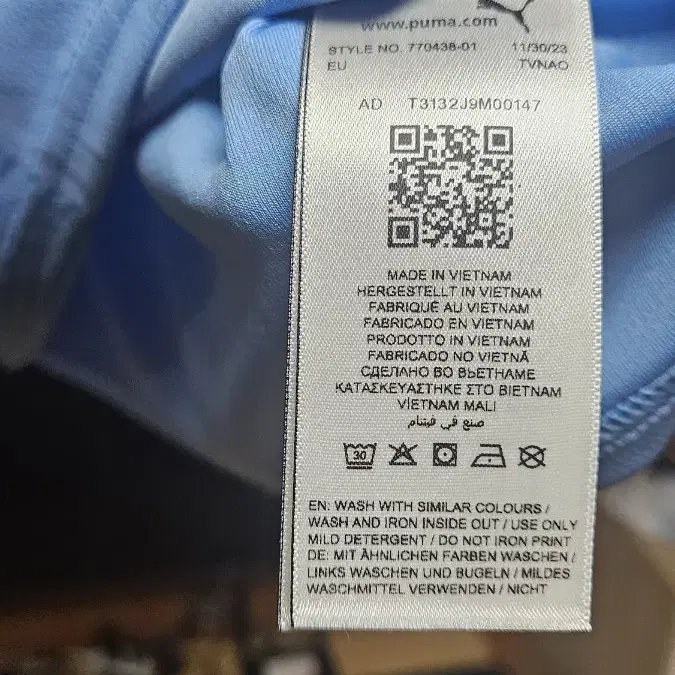 www.puma.com
STYLE NO. 770438-01 11/30/23
EU TVNAO
AD T3132J9M00147
MADE IN VIETNAM
HERGESTELLT IN VIETNAM
FABRIQUÉ AU VIETNAM
FABRICADO EN VIETNAM
PRODOTTO IN VIETNAM
FABRICADO NO VIETNÃ
СДЕЛАНО ВО ВЬЕТНАМЕ
ΚΑΤΑΣΚΕΥΑΣΤΗΚΕ ΣΤΟ ΒΙΕΤΝΑΜ
VİETNAM MALI
صنع في فيتنام
30
EN: WASH WITH SIMILAR COLOURS /
WASH AND IRON INSIDE OUT / USE ONLY
MILD DETERGENT / DO NOT IRON PRINT
DE: MIT ÄHNLICHEN FARBEN WASCHEN /
LINKS WASCHEN UND BÜGELN / MILDES
WASCHMITTEL VERWENDEN / NICHT